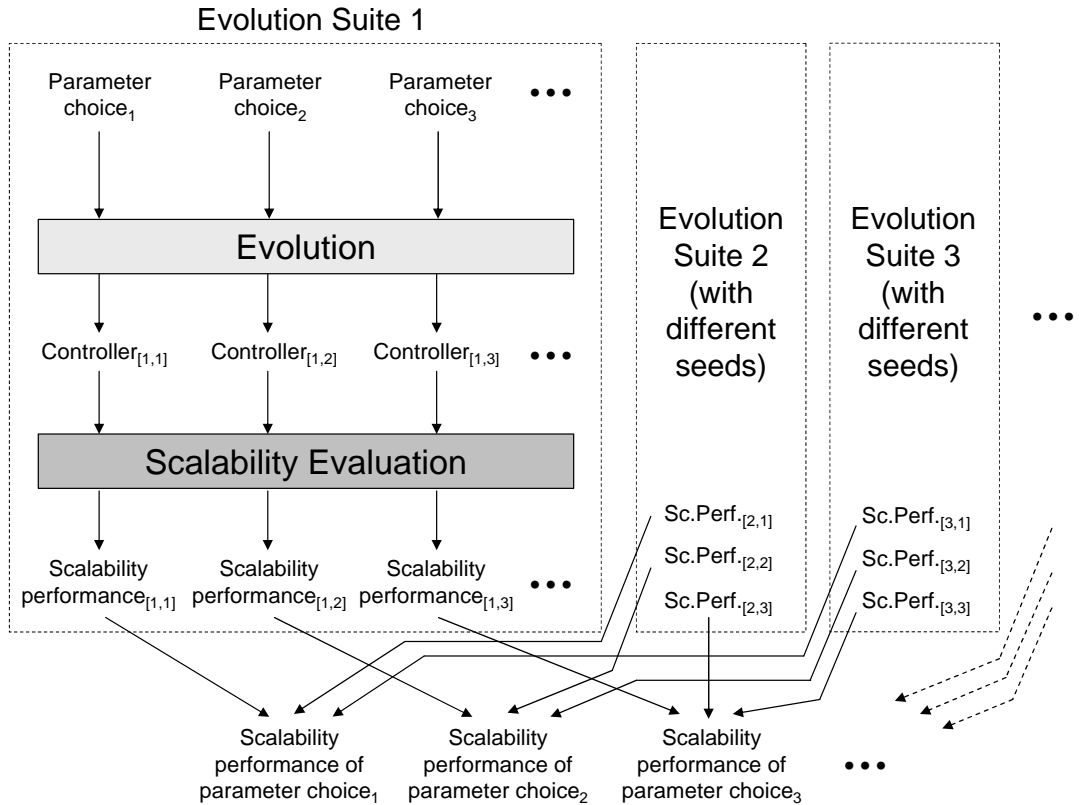 Evolution Suite 1
Parameter
choice1
Parameter
choice2
Parameter
choice3
•••
Evolution
Controller[1,1]
Controller[1,2]
Controller[1,3]
•••
Scalability Evaluation
Scalability
performance[1,1]
Scalability
performance[1,2]
Scalability
performance[1,3]
•••
Evolution
Suite 2
(with
different
seeds)
Sc.Perf.[2,1]
Sc.Perf.[2,2]
Sc.Perf.[2,3]
Evolution
Suite 3
(with
different
seeds)
Sc.Perf.[3,1]
Sc.Perf.[3,2]
Sc.Perf.[3,3]
•••
Scalability
performance of
parameter choice1
Scalability
performance of
parameter choice2
Scalability
performance of
parameter choice3
•••